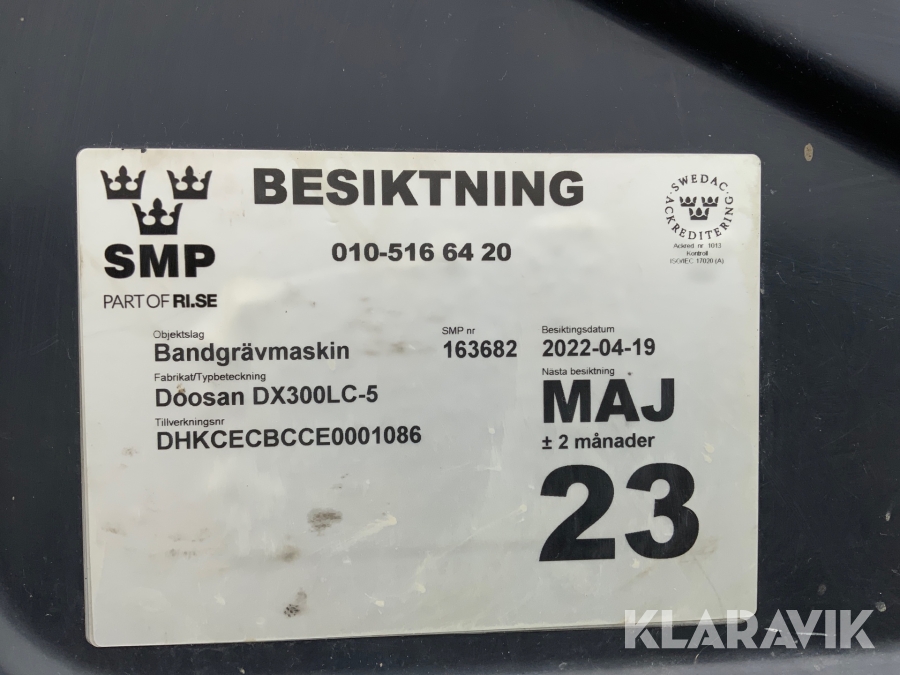 BESIKTNING
010-516 64 20
SMP
PART OF RI.SE
SWEDAC
ACKREDITERING
Ackred. nr. 1013
Kontroll
ISO/IEC 17020 (A)
Objektslag
Bandgrävmaskin
SMP nr
163682
Besiktingsdatum
2022-04-19
Fabrikat/Typbeteckning
Doosan DX300LC-5
Nästa besiktning
MAJ
± 2 månader
23
Tillverkningsnr
DHKCECBCCE0001086
KLARAVIK